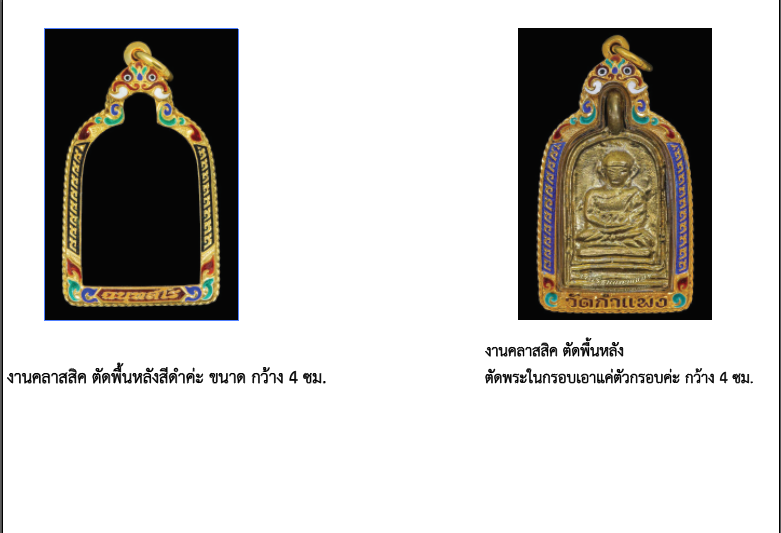 วัดกำแพง
งานคลาสสิค ตัดพื้นหลังสีดำค่ะ ขนาด กว้าง 4 ซม.
งานคลาสสิค ตัดพื้นหลัง
ตัดพระในกรอบเอาแค่ตัวกรอบค่ะ กว้าง 4 ซม.